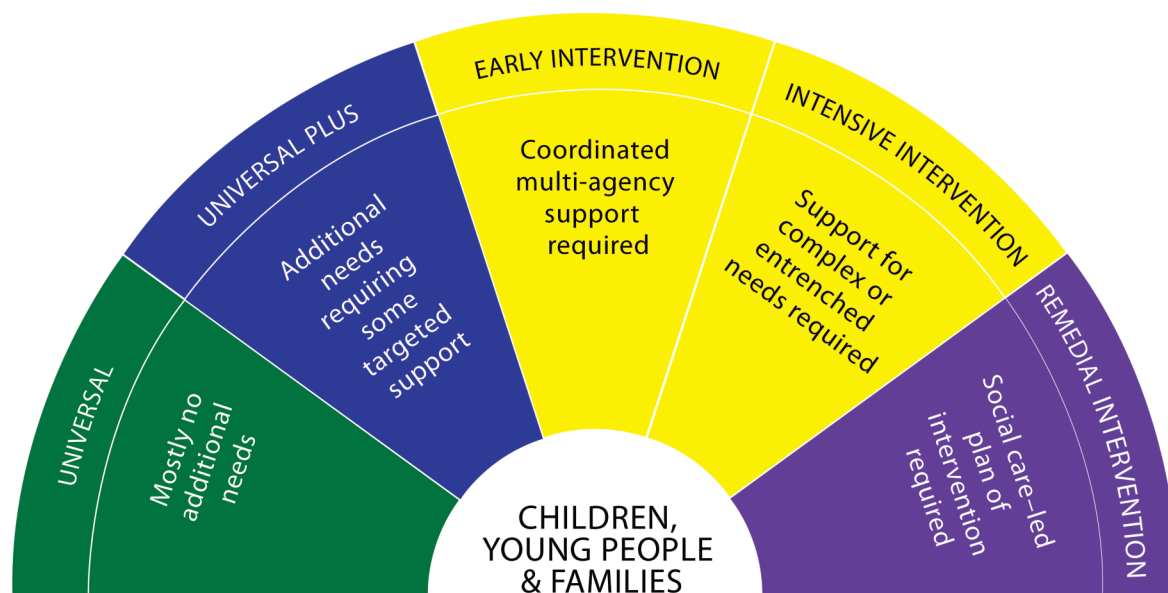 UNIVERSAL
Mostly no
additional
needs
UNIVERSAL PLUS
Additional
needs
requiring
some
targeted
support
EARLY INTERVENTION
Coordinated
multi-agency
support
required
INTENSIVE INTERVENTION
Support for
complex or
entrenched
needs required
REMEDIAL INTERVENTION
Social care–led
plan of
intervention
required
CHILDREN,
YOUNG PEOPLE
& FAMILIES